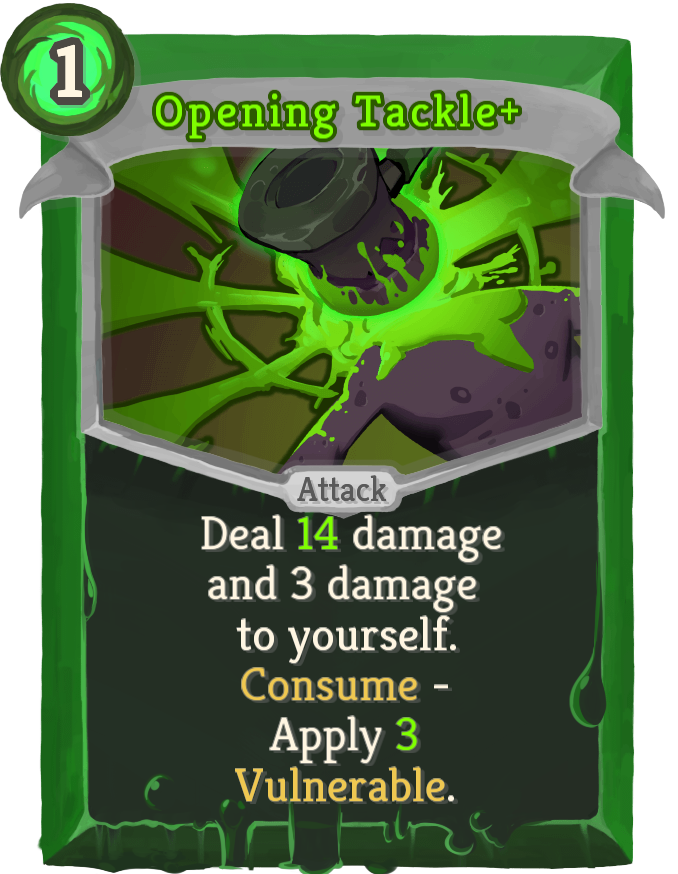 1
Opening Tackle+
Attack
Deal 14 damage
and 3 damage
to yourself.
Consume -
Apply 3
Vulnerable.